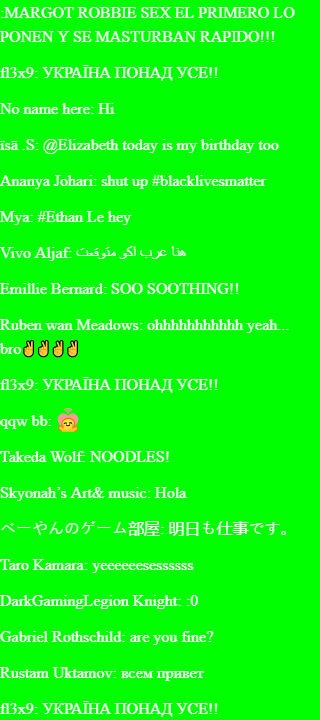 :MARGOT ROBBIE SEX EL PRIMERO LO
PONEN Y SE MASTURBAN RAPIDO!!!
fl3x9: УКРАЇНА ПОНАД УСЕ!!
No name here: Hi
ïsä .S: @Elizabeth today is my birthday too
Ananya Johari: shut up #blacklivesmatter
Mya: #Ethan Le hey
Vivo Aljaf: هنا عرب اكو متوقعت
Emillie Bernard: SOO SOOTHING!!
Ruben wan Meadows: ohhhhhhhhhhh yeah...
bro✌✌✌✌
fl3x9: УКРАЇНА ПОНАД УСЕ!!
qqw bb: 🙆
Takeda Wolf: NOODLES!
Skyonah's Art& music: Hola
べーやんのゲーム部屋: 明日も仕事です。
Taro Kamara: yeeeeeesessssss
DarkGamingLegion Knight: :0
Gabriel Rothschild: are you fine?
Rustam Uktamov: всем привет
fl3x9: УКРАЇНА ПОНАД УСЕ!!